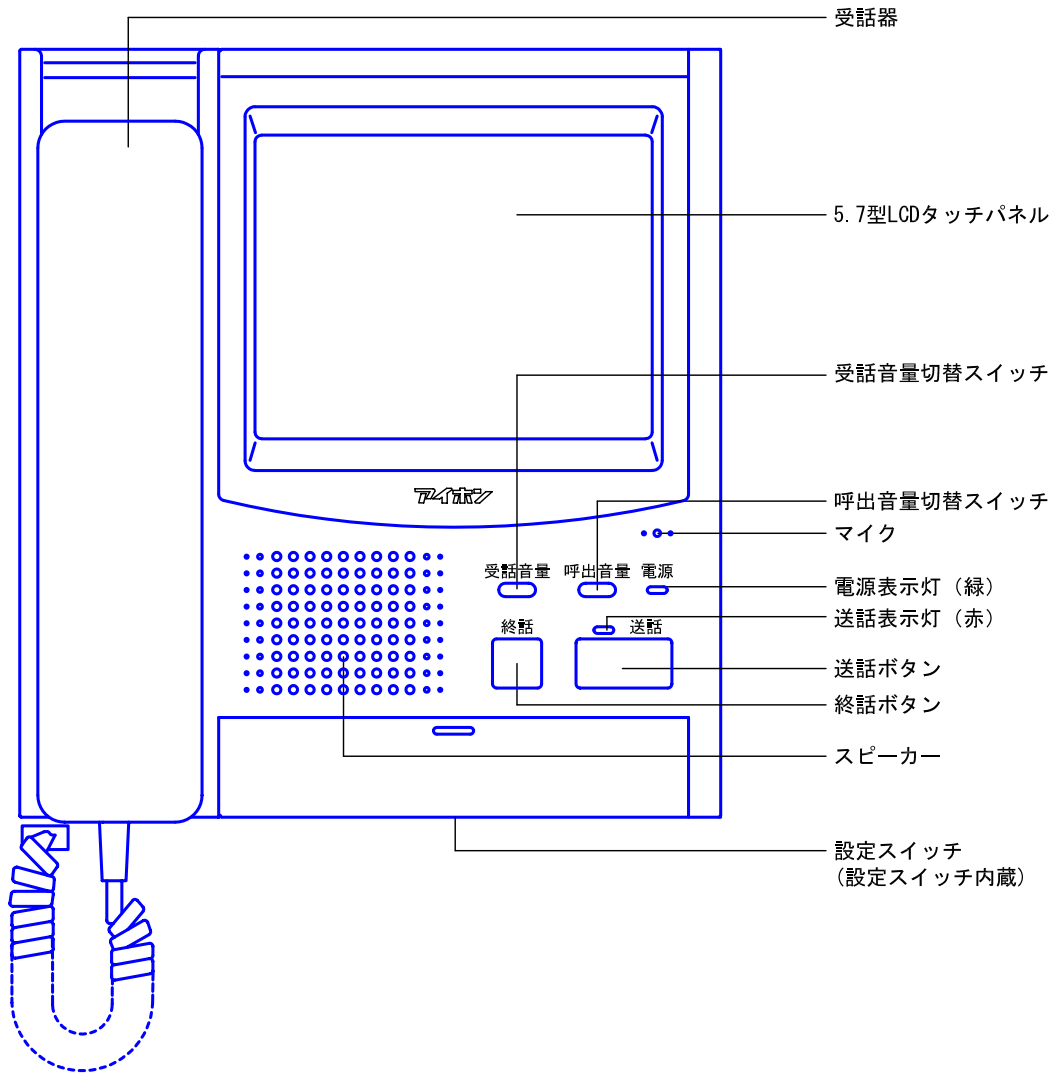 受話器
5.7型LCDタッチパネル
受話音量切替スイッチ
アイホン
呼出音量切替スイッチ
マイク
受話音量 呼出音量 電源
電源表示灯（緑）
送話表示灯（赤）
終話 送話
送話ボタン
終話ボタン
スピーカー
設定スイッチ
(設定スイッチ内蔵)